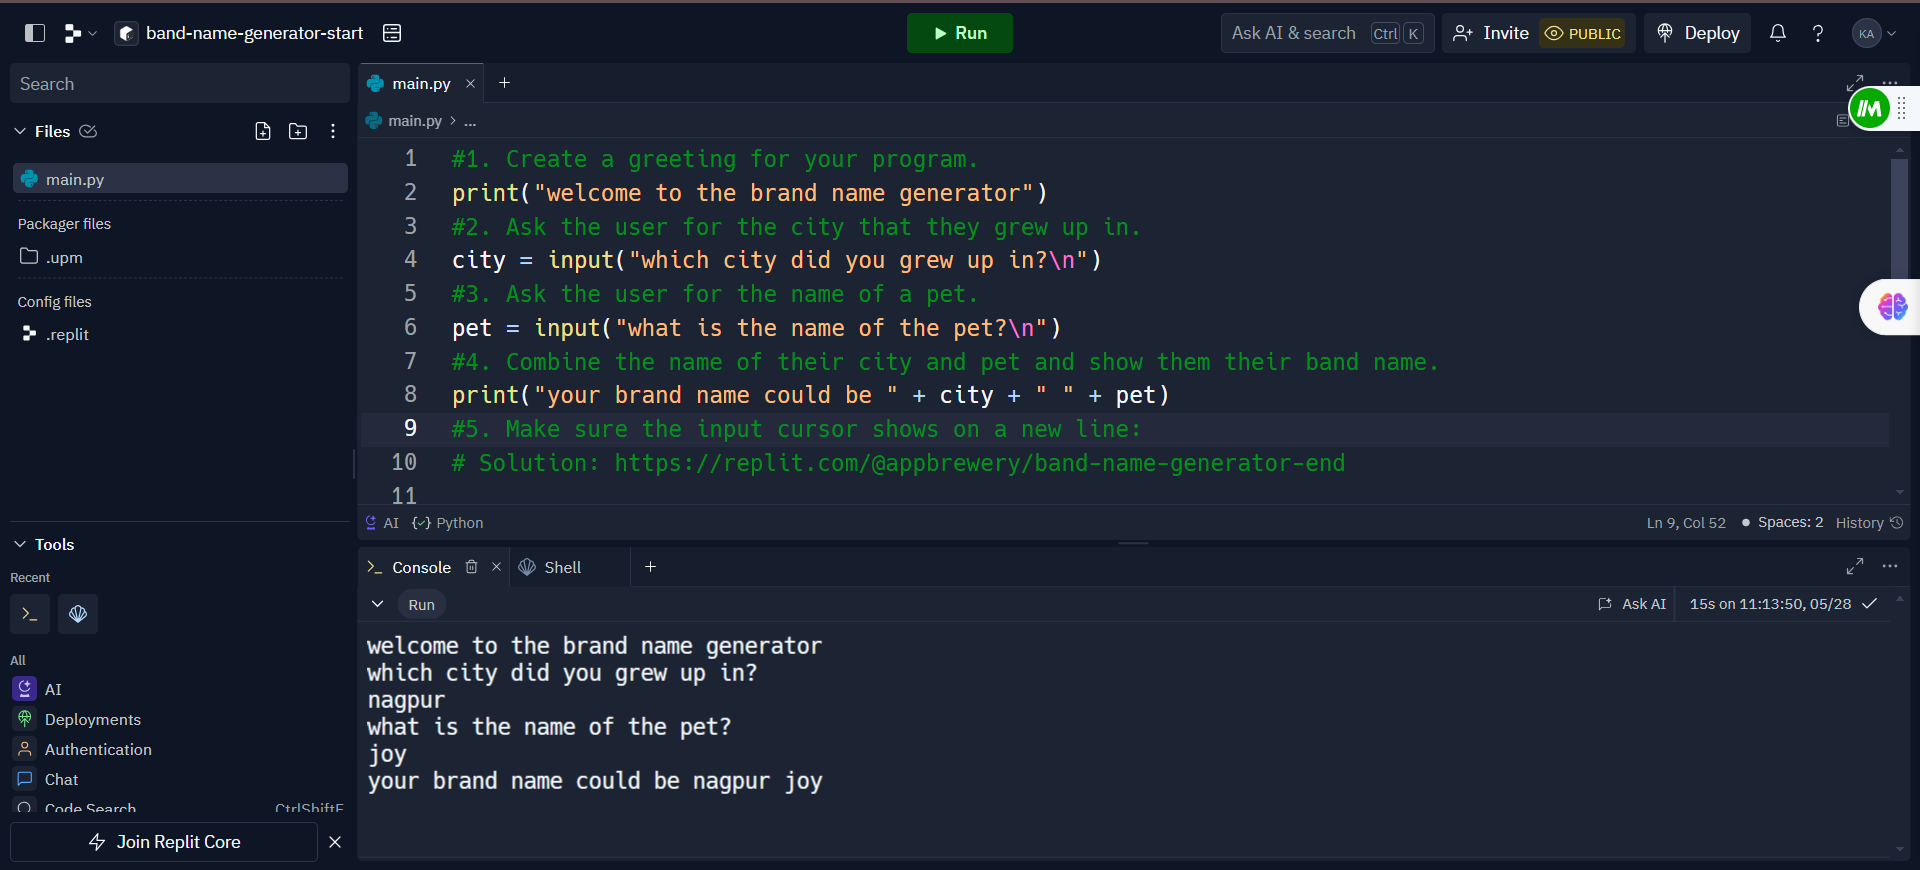 band-name-generator-start
Run
Ask AI & search Ctrl K
Invite PUBLIC
Deploy
KA
Search
Files
main.py
Packager files
.upm
Config files
.replit
Tools
Recent
All
AI
Deployments
Authentication
Chat
Code Search CtrlShiftF
Join Replit Core
main.py
main.py > ...
1 #1. Create a greeting for your program.
2 print("welcome to the brand name generator")
3 #2. Ask the user for the city that they grew up in.
4 city = input("which city did you grew up in?\n")
5 #3. Ask the user for the name of a pet.
6 pet = input("what is the name of the pet?\n")
7 #4. Combine the name of their city and pet and show them their band name.
8 print("your brand name could be " + city + " " + pet)
9 #5. Make sure the input cursor shows on a new line:
10 # Solution: https://replit.com/@appbrewery/band-name-generator-end
11
AI Python
Ln 9, Col 52 Spaces: 2 History
Console Shell
Run
Ask AI 15s on 11:13:50, 05/28
welcome to the brand name generator
which city did you grew up in?
nagpur
what is the name of the pet?
joy
your brand name could be nagpur joy